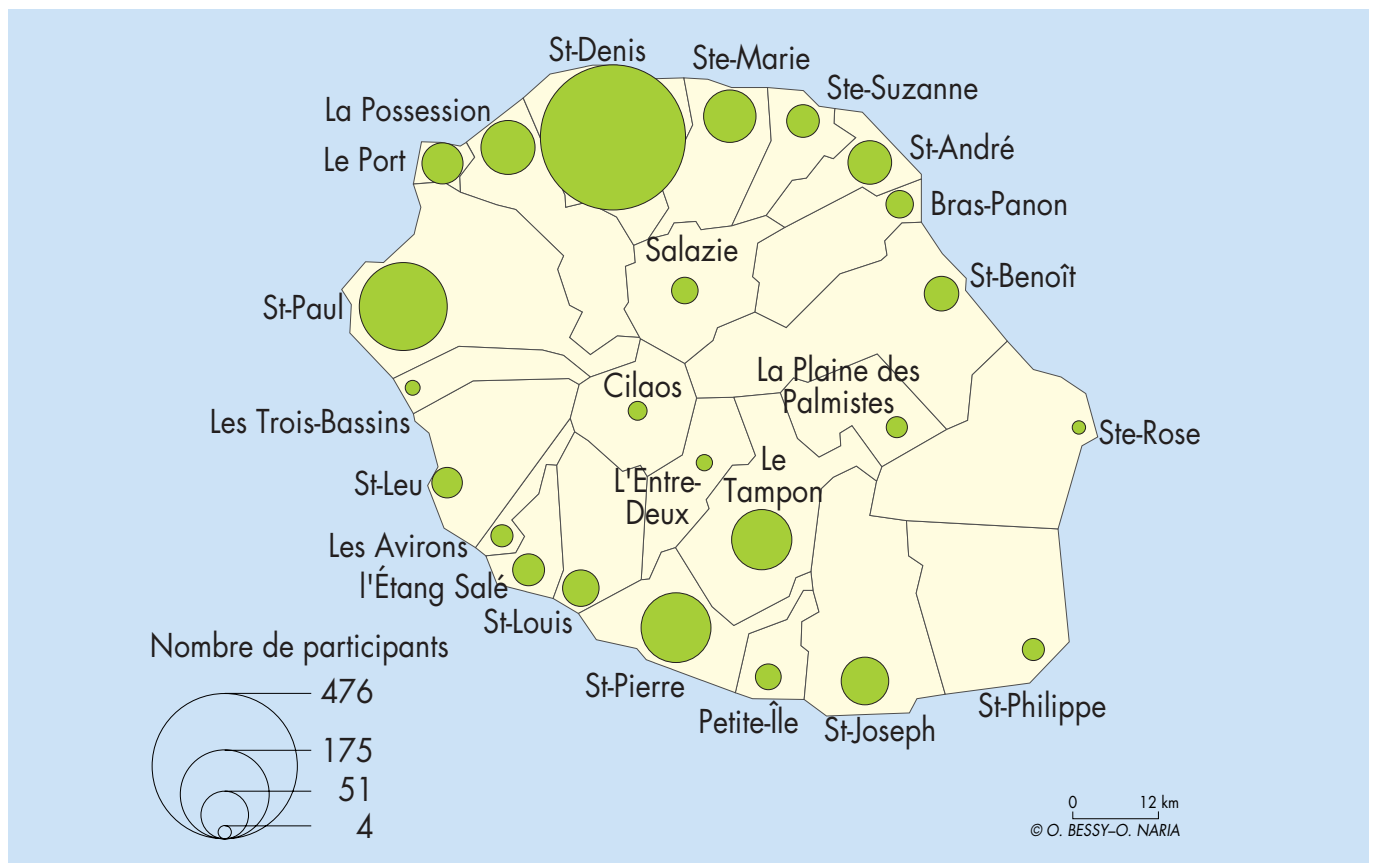 St-Denis
Ste-Marie
Ste-Suzanne
La Possession
Le Port
St-André
Bras-Panon
Salazie
St-Benoît
St-Paul
La Plaine des
Palmistes
Cilaos
Les Trois-Bassins
Ste-Rose
Le
Tampon
L'Entre-
Deux
St-Leu
Les Avirons
l'Étang Salé
St-Louis
St-Pierre
Petite-Île
St-Joseph
St-Philippe
Nombre de participants
476
175
51
4
0 12 km
© O. BESSY–O. NARIA